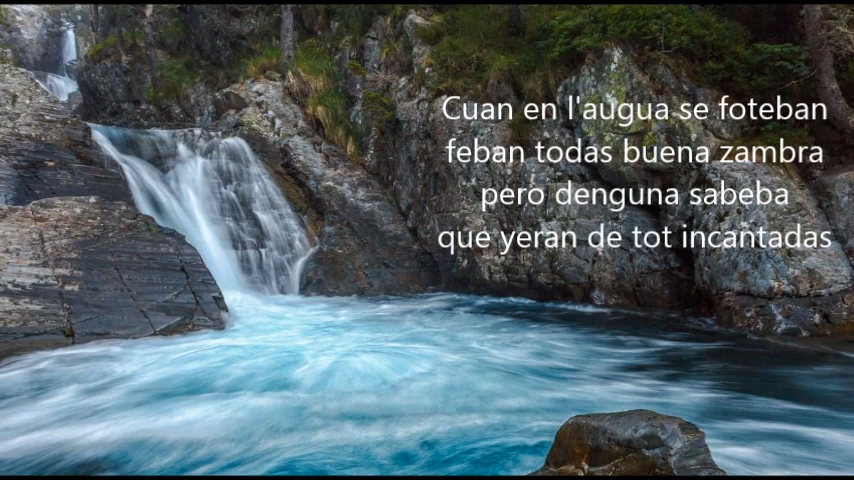 Cuan en l'augua se foteban
feban todas buena zambra
pero denguna sabeba
que yeran de tot incantadas